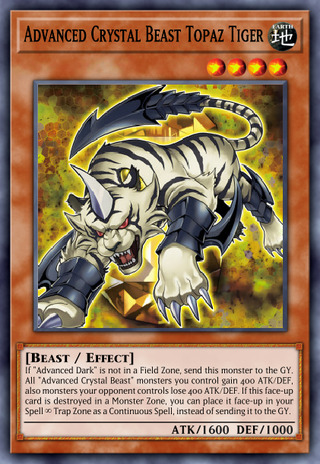 Advanced Crystal Beast Topaz Tiger
EARTH
地
[Beast / Effect]
If "Advanced Dark" is not in a Field Zone, send this monster to the GY.
All "Advanced Crystal Beast" monsters you control gain 400 ATK/DEF,
also monsters your opponent controls lose 400 ATK/DEF. If this face-up
card is destroyed in a Monster Zone, you can place it face-up in your
Spell ∞ Trap Zone as a Continuous Spell, instead of sending it to the GY.
ATK/1600 DEF/1000